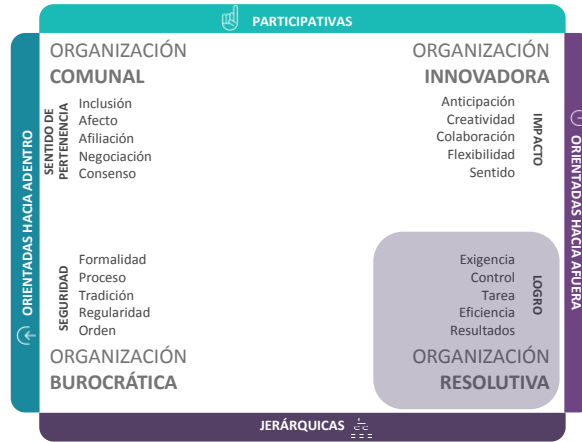 PARTICIPATIVAS
ORGANIZACIÓN
COMUNAL
SENTIDO DE
PERTENENCIA
Inclusión
Afecto
Afiliación
Negociación
Consenso
ORGANIZACIÓN
INNOVADORA
Anticipación
Creatividad
Colaboración
Flexibilidad
Sentido
IMPACTO
ORIENTADAS HACIA ADENTRO
ORIENTADAS HACIA AFUERA
SEGURIDAD
Formalidad
Proceso
Tradición
Regularidad
Orden
ORGANIZACIÓN
BUROCRÁTICA
Exigencia
Control
Tarea
Eficiencia
Resultados
LOGRO
ORGANIZACIÓN
RESOLUTIVA
JERÁRQUICAS